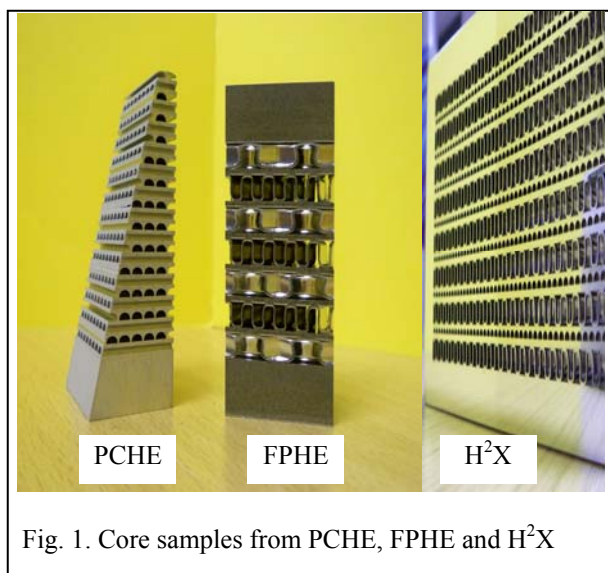 PCHE
FPHE
H²X
Fig. 1. Core samples from PCHE, FPHE and H²X